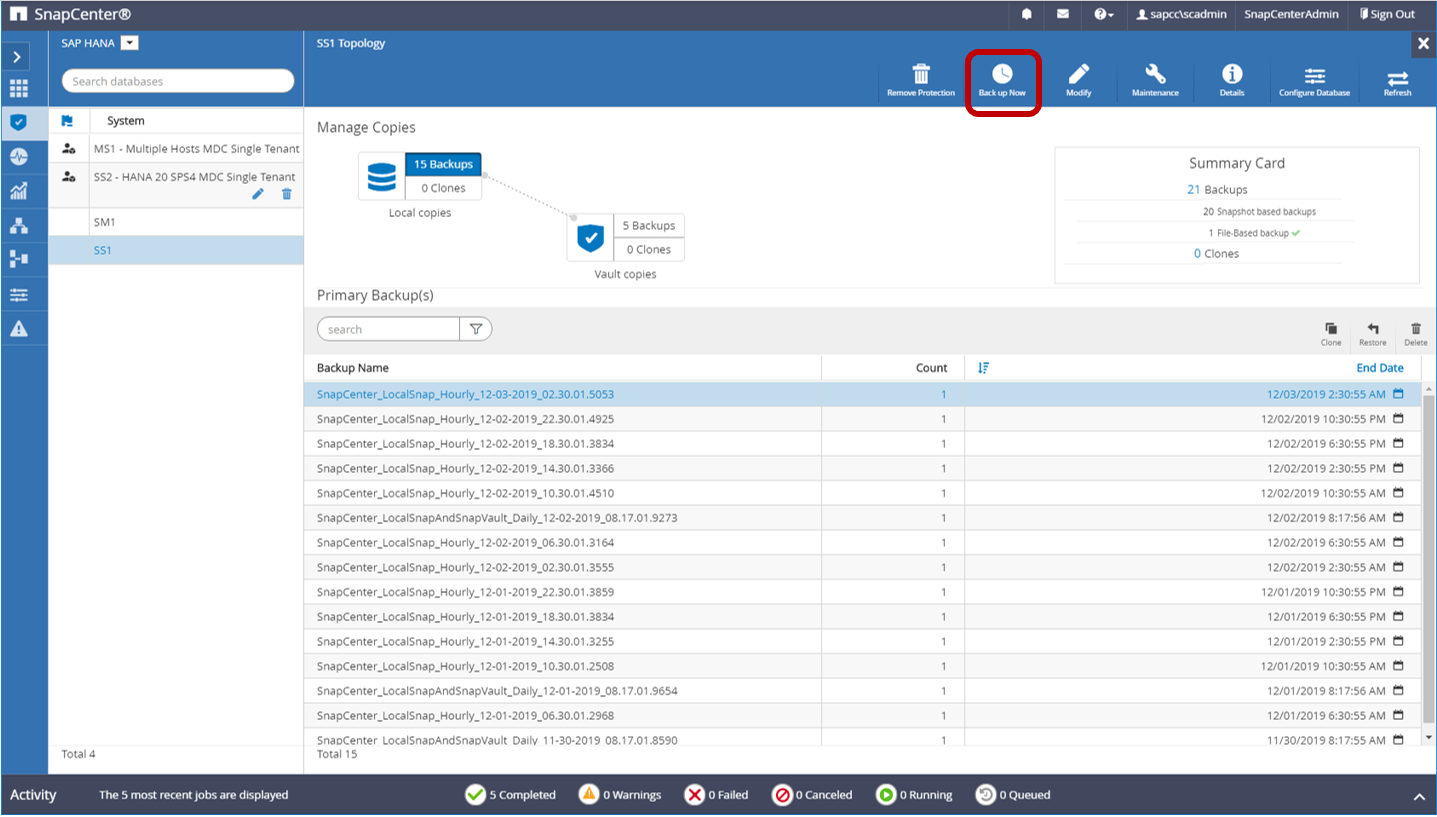 SnapCenter®
sapcc\scadmin SnapCenterAdmin Sign Out
SAP HANA
Search databases
System
MS1 - Multiple Hosts MDC Single Tenant
SS2 - HANA 20 SPS4 MDC Single Tenant
SM1
SS1
Total 4
SS1 Topology
Remove Protection
Back up Now
Modify
Maintenance
Details
Configure Database
Refresh
Manage Copies
15 Backups
0 Clones
Local copies
5 Backups
0 Clones
Vault copies
Summary Card
21 Backups
20 Snapshot based backups
1 File-Based backup
0 Clones
Primary Backup(s)
search
Clone
Restore
Delete
Backup Name Count End Date
SnapCenter_LocalSnap_Hourly_12-03-2019_02.30.01.5053 1 12/03/2019 2:30:55 AM
SnapCenter_LocalSnap_Hourly_12-02-2019_22.30.01.4925 1 12/02/2019 10:30:55 PM
SnapCenter_LocalSnap_Hourly_12-02-2019_18.30.01.3834 1 12/02/2019 6:30:55 PM
SnapCenter_LocalSnap_Hourly_12-02-2019_14.30.01.3366 1 12/02/2019 2:30:55 PM
SnapCenter_LocalSnap_Hourly_12-02-2019_10.30.01.4510 1 12/02/2019 10:30:55 AM
SnapCenter_LocalSnapAndSnapVault_Daily_12-02-2019_08.17.01.9273 1 12/02/2019 8:17:56 AM
SnapCenter_LocalSnap_Hourly_12-02-2019_06.30.01.3164 1 12/02/2019 6:30:55 AM
SnapCenter_LocalSnap_Hourly_12-02-2019_02.30.01.3555 1 12/02/2019 2:30:55 AM
SnapCenter_LocalSnap_Hourly_12-01-2019_22.30.01.3859 1 12/01/2019 10:30:55 PM
SnapCenter_LocalSnap_Hourly_12-01-2019_18.30.01.3834 1 12/01/2019 6:30:55 PM
SnapCenter_LocalSnap_Hourly_12-01-2019_14.30.01.3255 1 12/01/2019 2:30:55 PM
SnapCenter_LocalSnap_Hourly_12-01-2019_10.30.01.2508 1 12/01/2019 10:30:55 AM
SnapCenter_LocalSnapAndSnapVault_Daily_12-01-2019_08.17.01.9654 1 12/01/2019 8:17:56 AM
SnapCenter_LocalSnap_Hourly_12-01-2019_06.30.01.2968 1 12/01/2019 6:30:55 AM
SnapCenter_LocalSnapAndSnapVault_Daily_11-30-2019_08.17.01.8590 1 11/30/2019 8:17:55 AM
Total 15
Activity The 5 most recent jobs are displayed 5 Completed 0 Warnings 0 Failed 0 Canceled 0 Running 0 Queued